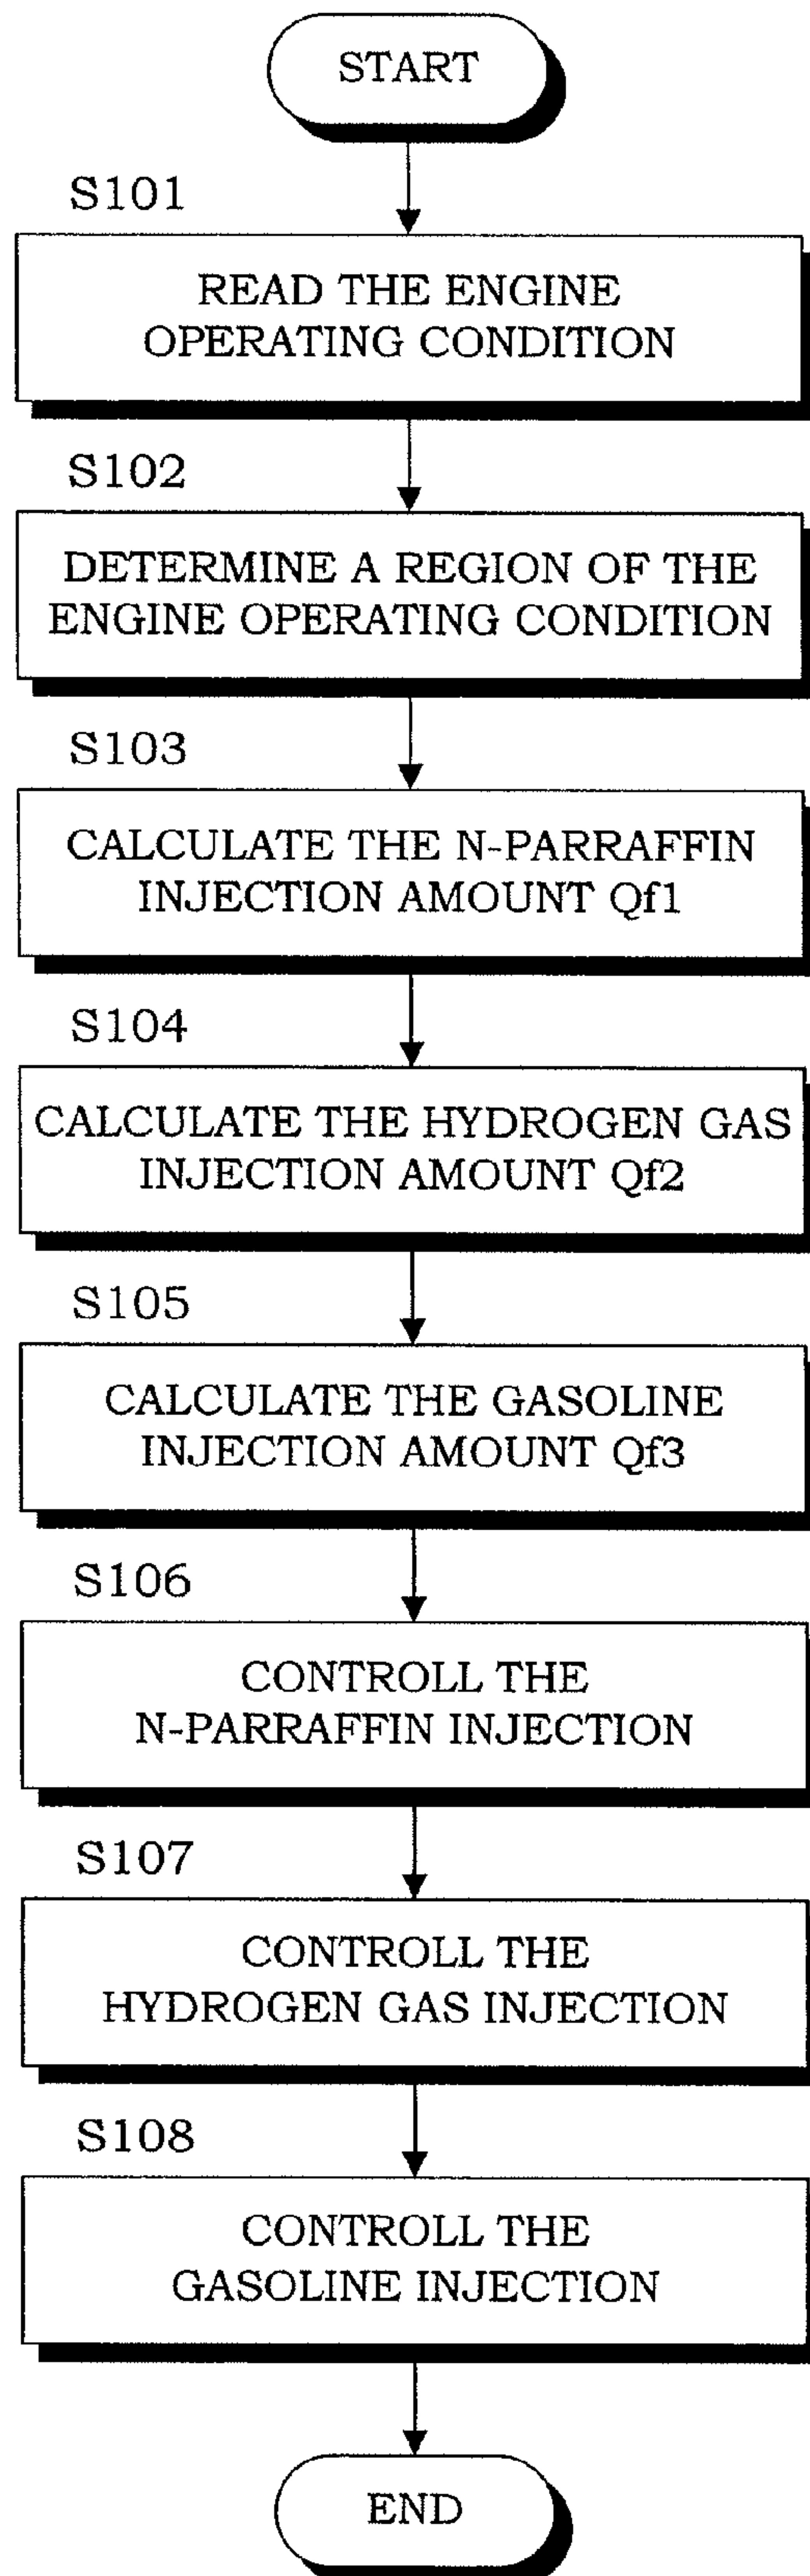 START
S101
READ THE ENGINE
OPERATING CONDITION
S102
DETERMINE A REGION OF THE
ENGINE OPERATING CONDITION
S103
CALCULATE THE N-PARRAFFIN
INJECTION AMOUNT Qf1
S104
CALCULATE THE HYDROGEN GAS
INJECTION AMOUNT Qf2
S105
CALCULATE THE GASOLINE
INJECTION AMOUNT Qf3
S106
CONTROLL THE
N-PARRAFFIN INJECTION
S107
CONTROLL THE
HYDROGEN GAS INJECTION
S108
CONTROLL THE
GASOLINE INJECTION
END